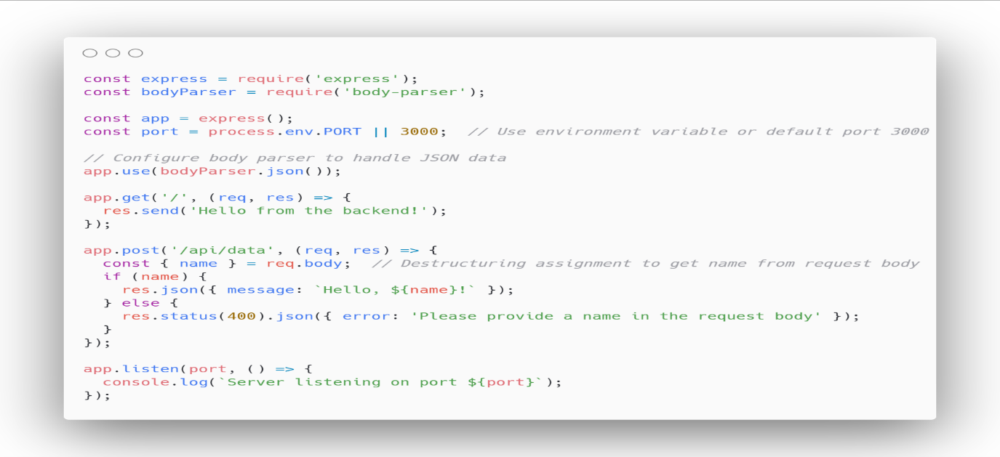 const express = require('express');
const bodyParser = require('body-parser');
const app = express();
const port = process.env.PORT || 3000;  // Use environment variable or default port 3000
// Configure body parser to handle JSON data
app.use(bodyParser.json());
app.get('/', (req, res) => {
  res.send('Hello from the backend!');
});
app.post('/api/data', (req, res) => {
  const { name } = req.body;  // Destructuring assignment to get name from request body
  if (name) {
    res.json({ message: `Hello, ${name}!` });
  } else {
    res.status(400).json({ error: 'Please provide a name in the request body' });
  }
});
app.listen(port, () => {
  console.log(`Server listening on port ${port}`);
});